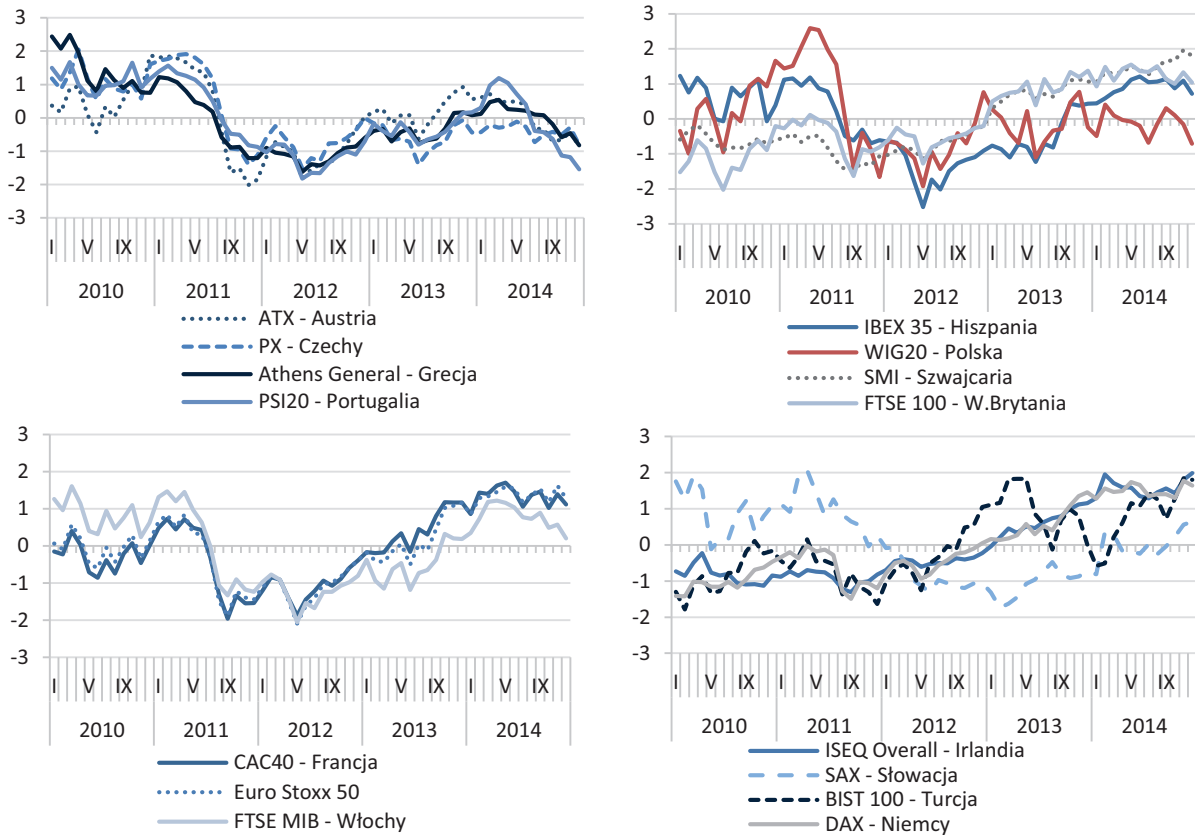 3
2
1
0
-1
-2
-3
I V IX I V IX I V IX I V IX I V IX
2010 2011 2012 2013 2014
ATX - Austria
PX - Czechy
Athens General - Grecja
PSI20 - Portugalia
3
2
1
0
-1
-2
-3
I V IX I V IX I V IX I V IX I V IX
2010 2011 2012 2013 2014
IBEX 35 - Hiszpania
WIG20 - Polska
SMI - Szwajcaria
FTSE 100 - W.Brytania
3
2
1
0
-1
-2
-3
I V IX I V IX I V IX I V IX I V IX
2010 2011 2012 2013 2014
CAC40 - Francja
Euro Stoxx 50
FTSE MIB - Włochy
3
2
1
0
-1
-2
-3
I V IX I V IX I V IX I V IX I V IX
2010 2011 2012 2013 2014
ISEQ Overall - Irlandia
SAX - Słowacja
BIST 100 - Turcja
DAX - Niemcy